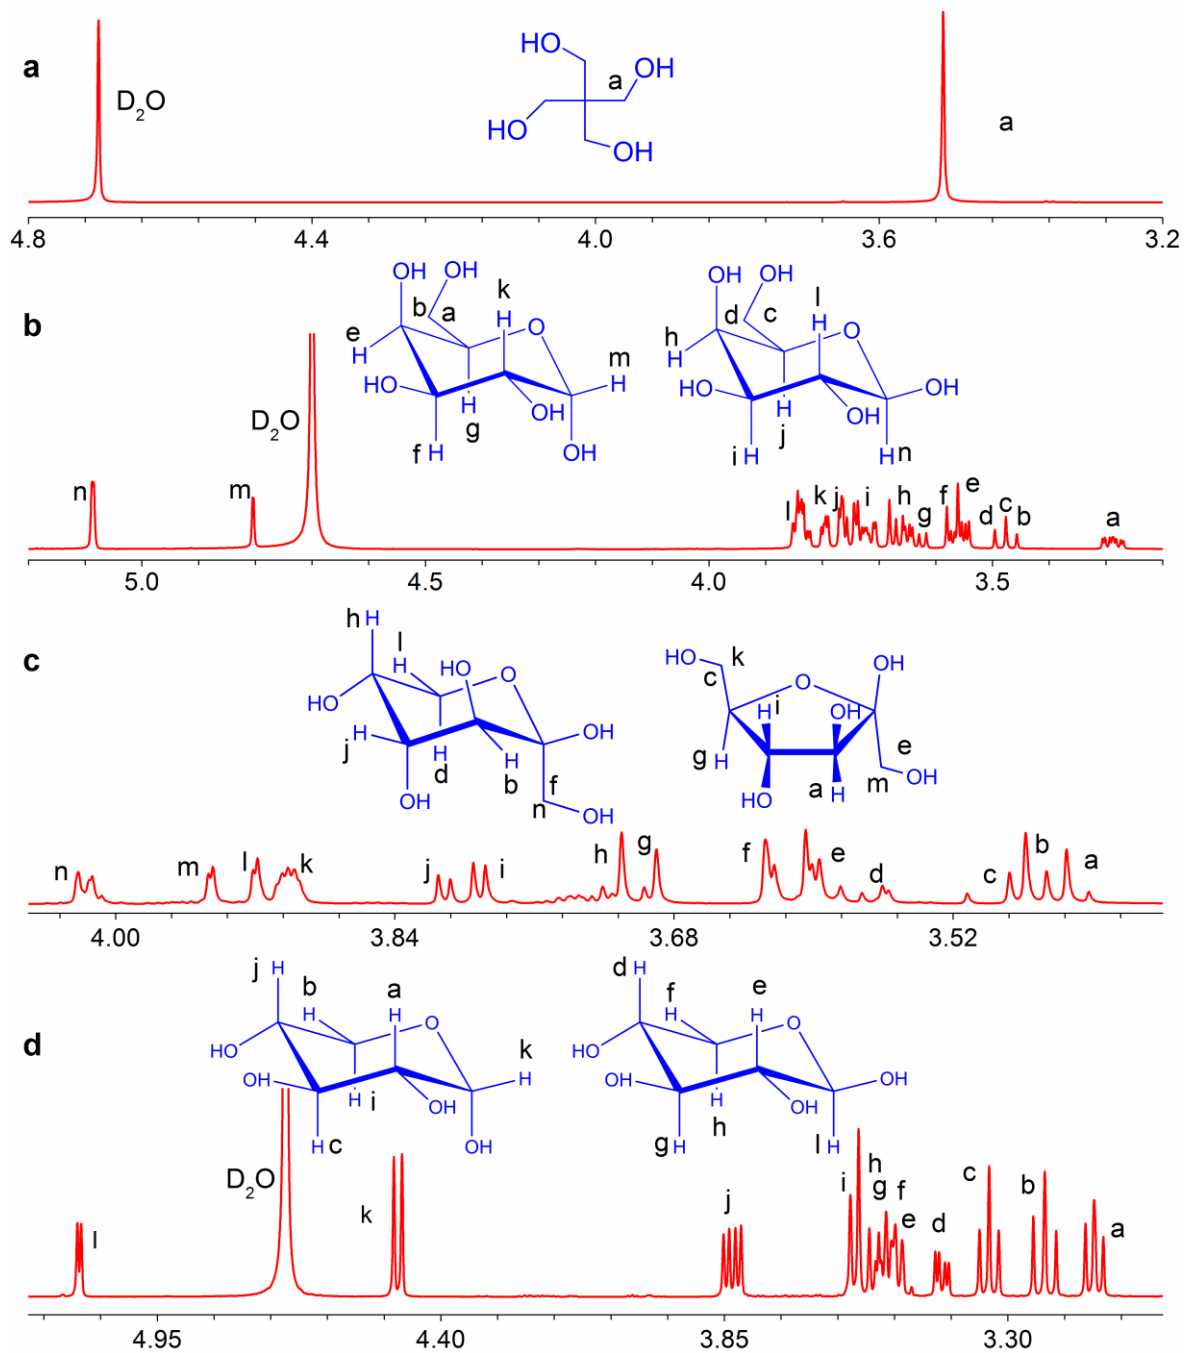 a
HO
OH
a
HO
OH
D2O
a
4.8 4.4 4.0 3.6 3.2
b
OH OH
b a k
e H H O
m
H
HO
H OH
g
f H OH
OH OH
d c l
h H H O
HO OH
H OH
j
i H H n
D2O
n m l k j i h g f e d c b a
5.0 4.5 4.0 3.5
c
h H
l
H HO O
HO
OH
j H
H H
d b f
OH n
OH
HO k
c O OH
H i OH
g H
HO a H
e
m OH
n m l k j i h g f e d c b a
4.00 3.84 3.68 3.52
d
j H
b a
H H O
HO k
OH H
H i OH
H c OH
d H
f e
H H O
HO
OH OH
H OH
h
g H l H
D2O
l k j i h g f e d c b a
4.95 4.40 3.85 3.30